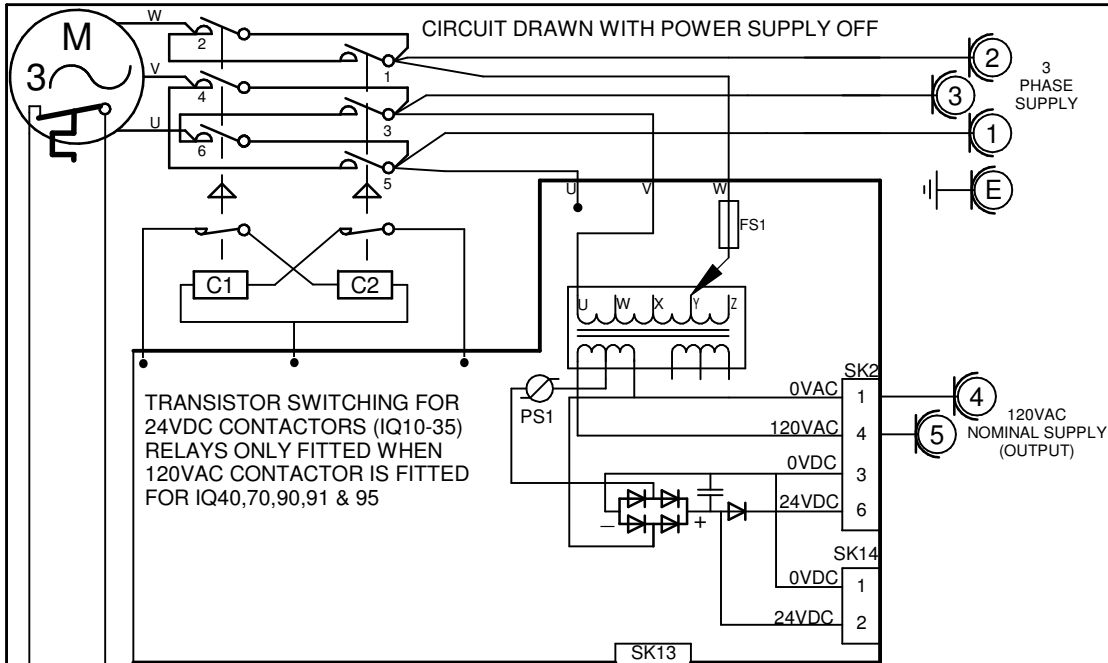 CIRCUIT DRAWN WITH POWER SUPPLY OFF
W
2
M
3
V
4
U
6
1
3
5
2
3
1
E
3
PHASE
SUPPLY
U
V
W
FS1
C1
C2
U
W
X
Y
Z
TRANSISTOR SWITCHING FOR
24VDC CONTACTORS (IQ10-35)
RELAYS ONLY FITTED WHEN
120VAC CONTACTOR IS FITTED
FOR IQ40,70,90,91 & 95
PS1
SK2
0VAC 1
120VAC 4
0VDC 3
24VDC 6
4
5
120VAC
NOMINAL SUPPLY
(OUTPUT)
− +
SK14
0VDC 1
24VDC 2
SK13